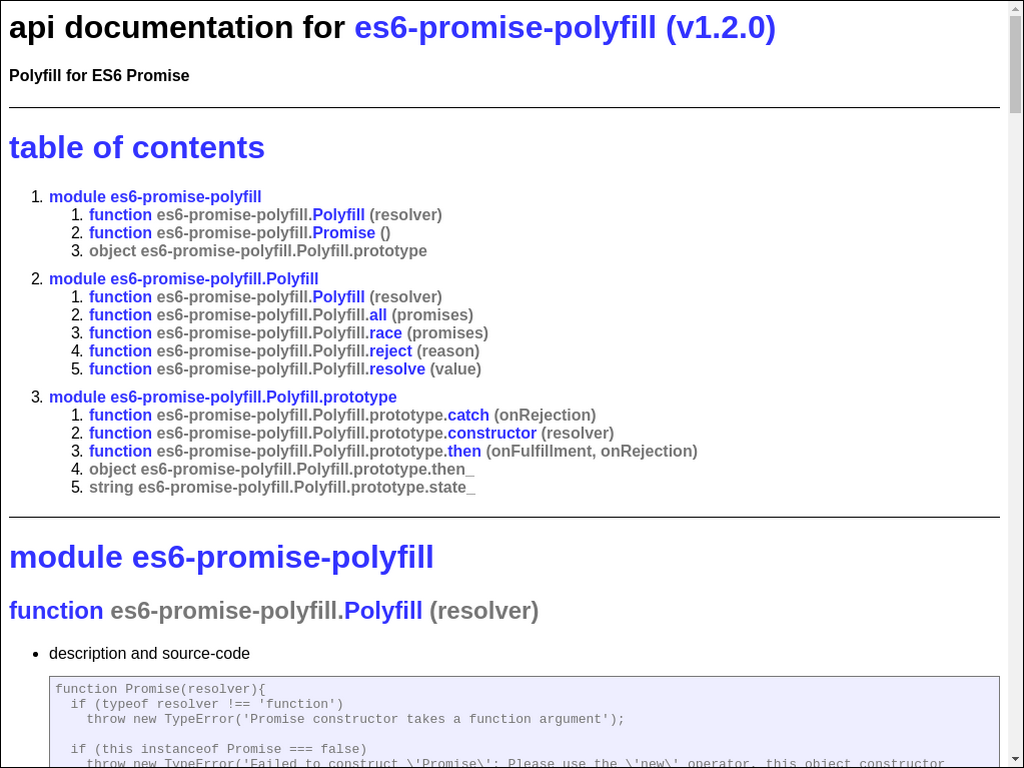 api documentation for es6-promise-polyfill (v1.2.0)
Polyfill for ES6 Promise
table of contents
1. module es6-promise-polyfill
1. function es6-promise-polyfill.Polyfill (resolver)
2. function es6-promise-polyfill.Promise ()
3. object es6-promise-polyfill.Polyfill.prototype
2. module es6-promise-polyfill.Polyfill
1. function es6-promise-polyfill.Polyfill (resolver)
2. function es6-promise-polyfill.Polyfill.all (promises)
3. function es6-promise-polyfill.Polyfill.race (promises)
4. function es6-promise-polyfill.Polyfill.reject (reason)
5. function es6-promise-polyfill.Polyfill.resolve (value)
3. module es6-promise-polyfill.Polyfill.prototype
1. function es6-promise-polyfill.Polyfill.prototype.catch (onRejection)
2. function es6-promise-polyfill.Polyfill.prototype.constructor (resolver)
3. function es6-promise-polyfill.Polyfill.prototype.then (onFulfillment, onRejection)
4. object es6-promise-polyfill.Polyfill.prototype.then_
5. string es6-promise-polyfill.Polyfill.prototype.state_
module es6-promise-polyfill
function es6-promise-polyfill.Polyfill (resolver)
• description and source-code
function Promise(resolver){
  if (typeof resolver !== 'function')
    throw new TypeError('Promise constructor takes a function argument');
  if (this instanceof Promise === false)
    throw new TypeError('Failed to construct \'Promise\': Please use the \'new\' operator, this object constructor